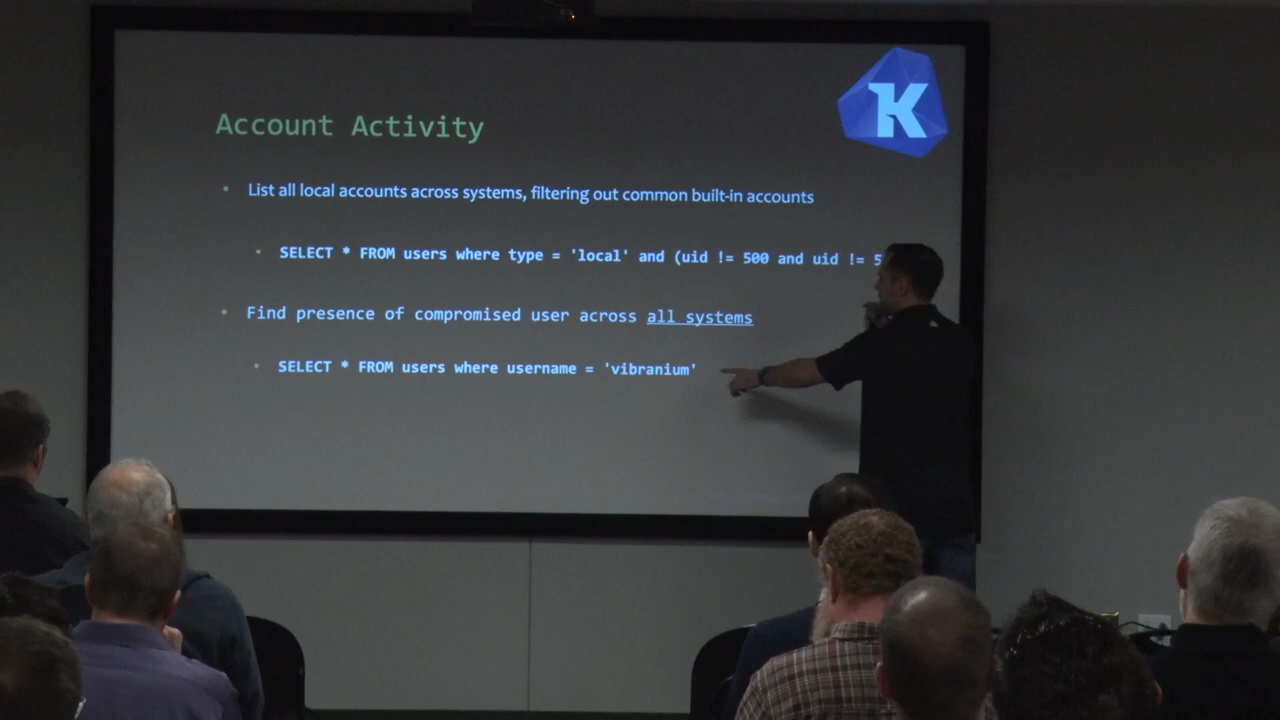 K
Account Activity
List all local accounts across systems, filtering out common built-in accounts
SELECT * FROM users where type = 'local' and (uid != 500 and uid !=
Find presence of compromised user across all systems
SELECT * FROM users where username = 'vibranium'